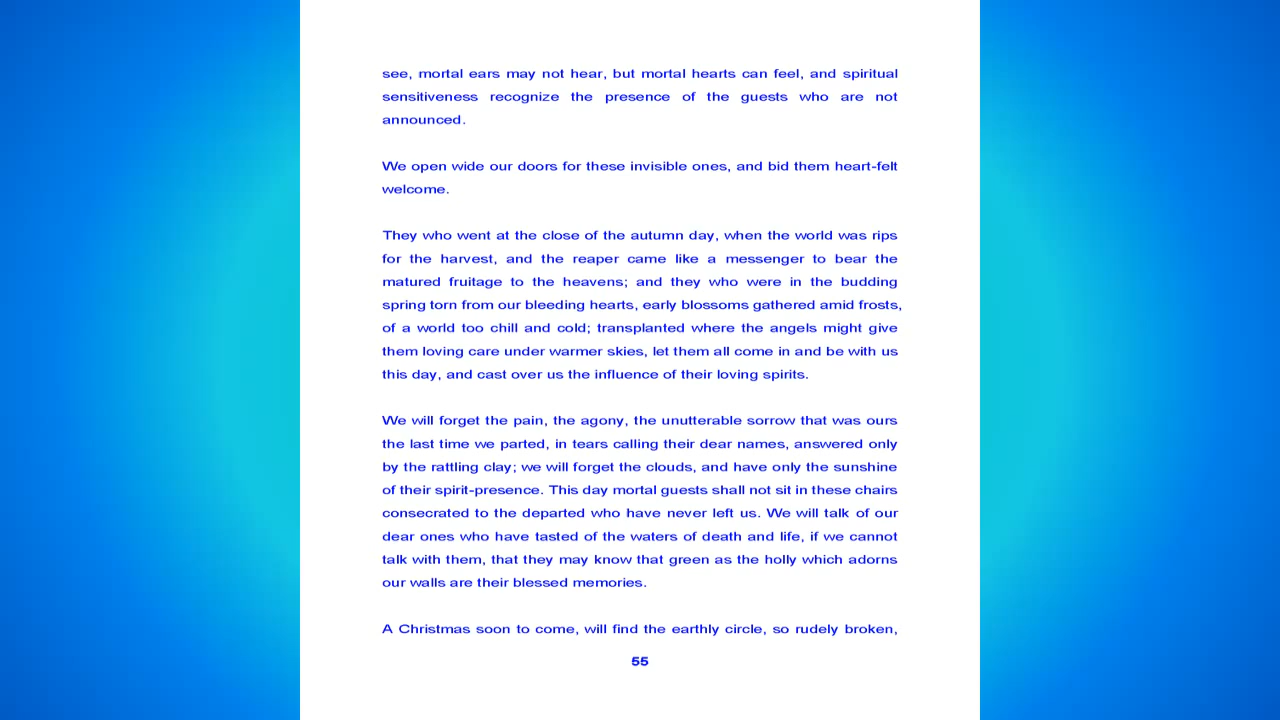 see, mortal ears may not hear, but mortal hearts can feel, and spiritual
sensitiveness recognize the presence of the guests who are not
announced.
We open wide our doors for these invisible ones, and bid them heart-felt
welcome.
They who went at the close of the autumn day, when the world was rips
for the harvest, and the reaper came like a messenger to bear the
matured fruitage to the heavens; and they who were in the budding
spring torn from our bleeding hearts, early blossoms gathered amid frosts,
of a world too chill and cold; transplanted where the angels might give
them loving care under warmer skies, let them all come in and be with us
this day, and cast over us the influence of their loving spirits.
We will forget the pain, the agony, the unutterable sorrow that was ours
the last time we parted, in tears calling their dear names, answered only
by the rattling clay; we will forget the clouds, and have only the sunshine
of their spirit-presence. This day mortal guests shall not sit in these chairs
consecrated to the departed who have never left us. We will talk of our
dear ones who have tasted of the waters of death and life, if we cannot
talk with them, that they may know that green as the holly which adorns
our walls are their blessed memories.
A Christmas soon to come, will find the earthly circle, so rudely broken,
55